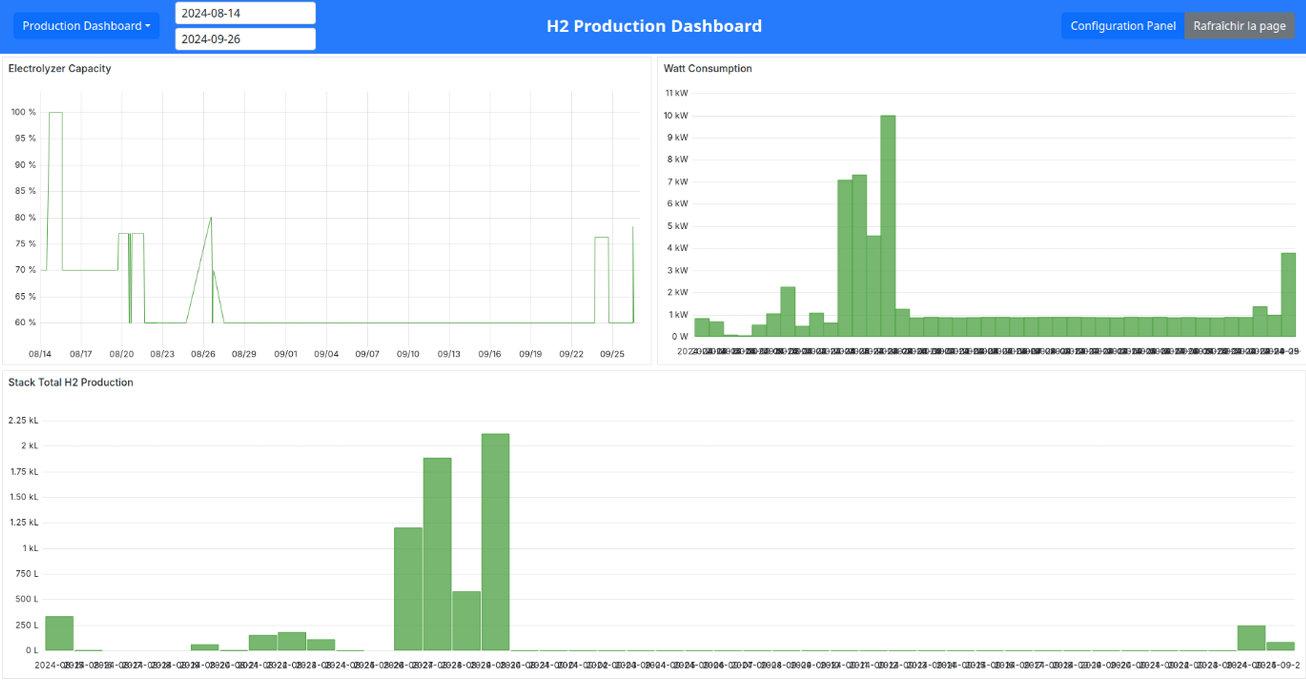 Production Dashboard
2024-08-14
2024-09-26
H2 Production Dashboard
Configuration Panel
Rafraîchir la page
Electrolyzer Capacity
100 %
95 %
90 %
85 %
80 %
75 %
70 %
65 %
60 %
08/14 08/17 08/20 08/23 08/26 08/29 09/01 09/04 09/07 09/10 09/13 09/16 09/19 09/22 09/25
Watt Consumption
11 kW
10 kW
9 kW
8 kW
7 kW
6 kW
5 kW
4 kW
3 kW
2 kW
1 kW
0 W
Stack Total H2 Production
2.25 kL
2 kL
1.75 kL
1.50 kL
1.25 kL
1 kL
750 L
500 L
250 L
0 L